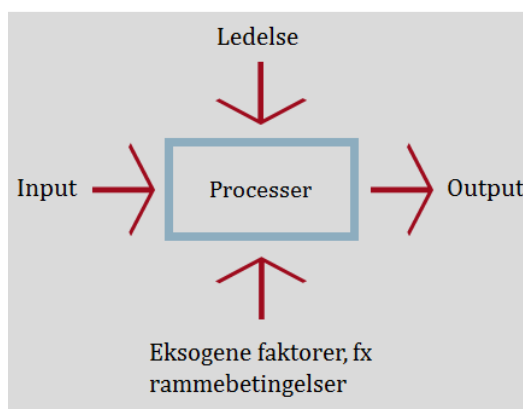 Ledelse
Input
Processer
Output
Eksogene faktorer, fx
rammebetingelser